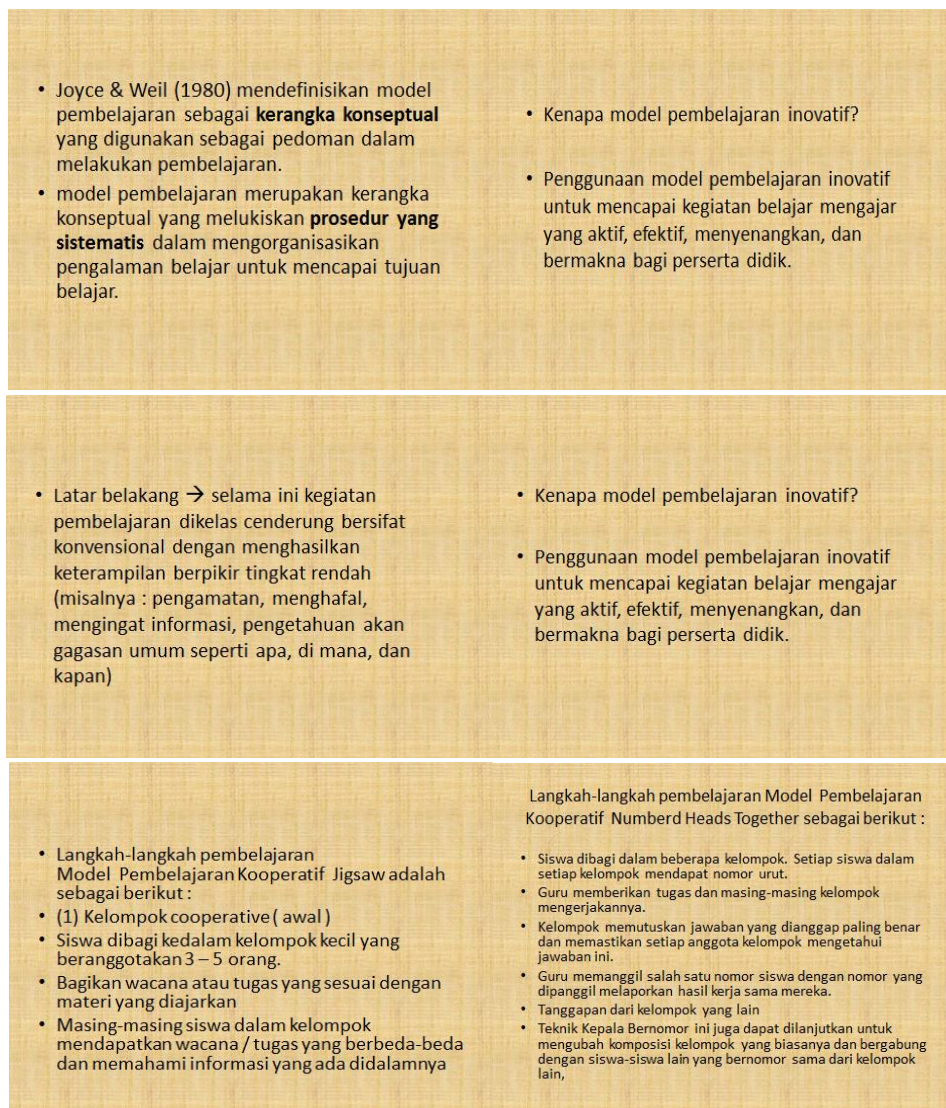 • Joyce & Weil (1980) mendefinisikan model
pembelajaran sebagai kerangka konseptual
yang digunakan sebagai pedoman dalam
melakukan pembelajaran.
• model pembelajaran merupakan kerangka
konseptual yang melukiskan prosedur yang
sistematis dalam mengorganisasikan
pengalaman belajar untuk mencapai tujuan
belajar.
• Kenapa model pembelajaran inovatif?
• Penggunaan model pembelajaran inovatif
untuk mencapai kegiatan belajar mengajar
yang aktif, efektif, menyenangkan, dan
bermakna bagi perserta didik.
• Latar belakang → selama ini kegiatan
pembelajaran dikelas cenderung bersifat
konvensional dengan menghasilkan
keterampilan berpikir tingkat rendah
(misalnya : pengamatan, menghafal,
mengingat informasi, pengetahuan akan
gagasan umum seperti apa, di mana, dan
kapan)
• Kenapa model pembelajaran inovatif?
• Penggunaan model pembelajaran inovatif
untuk mencapai kegiatan belajar mengajar
yang aktif, efektif, menyenangkan, dan
bermakna bagi perserta didik.
• Langkah-langkah pembelajaran
Model Pembelajaran Kooperatif Jigsaw adalah
sebagai berikut :
• (1) Kelompok cooperative ( awal )
• Siswa dibagi kedalam kelompok kecil yang
beranggotakan 3 – 5 orang.
• Bagikan wacana atau tugas yang sesuai dengan
materi yang diajarkan
• Masing-masing siswa dalam kelompok
mendapatkan wacana / tugas yang berbeda-beda
dan memahami informasi yang ada didalamnya
Langkah-langkah pembelajaran Model Pembelajaran
Kooperatif Numberd Heads Together sebagai berikut :
• Siswa dibagi dalam beberapa kelompok. Setiap siswa dalam
setiap kelompok mendapat nomor urut.
• Guru memberikan tugas dan masing-masing kelompok
mengerjakannya.
• Kelompok memutuskan jawaban yang dianggap paling benar
dan memastikan setiap anggota kelompok mengetahui
jawaban ini.
• Guru memanggil salah satu nomor siswa dengan nomor yang
dipanggil melaporkan hasil kerja sama mereka.
• Tanggapan dari kelompok yang lain
• Teknik Kepala Bernomor ini juga dapat dilanjutkan untuk
mengubah komposisi kelompok yang biasanya dan bergabung
dengan siswa-siswa lain yang bernomor sama dari kelompok
lain,